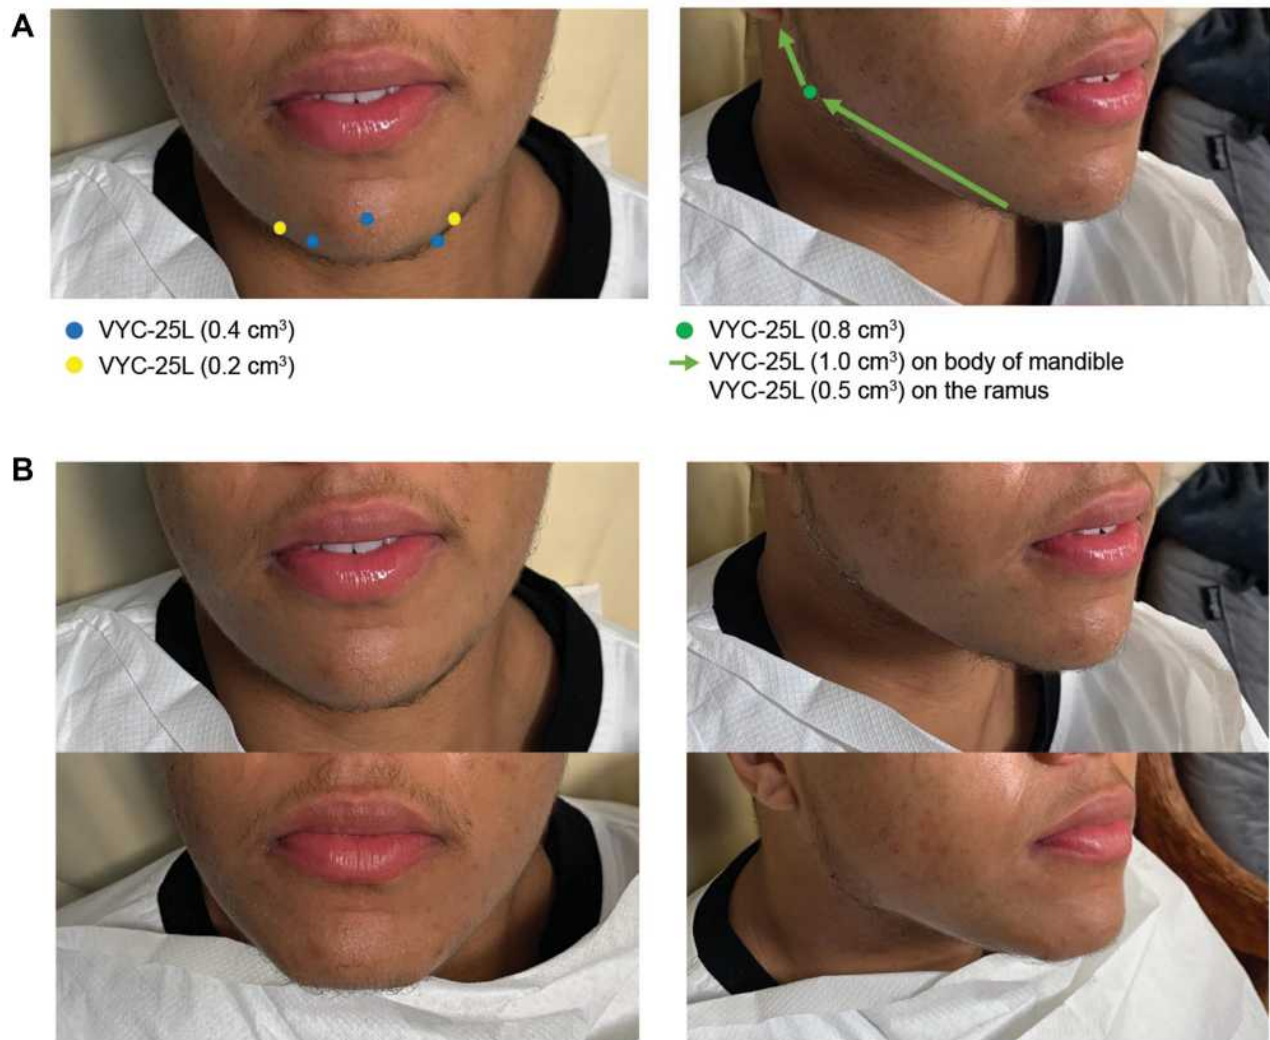 A
VYC-25L (0.4 cm³)
VYC-25L (0.2 cm³)
VYC-25L (0.8 cm³)
VYC-25L (1.0 cm³) on body of mandible
VYC-25L (0.5 cm³) on the ramus
B